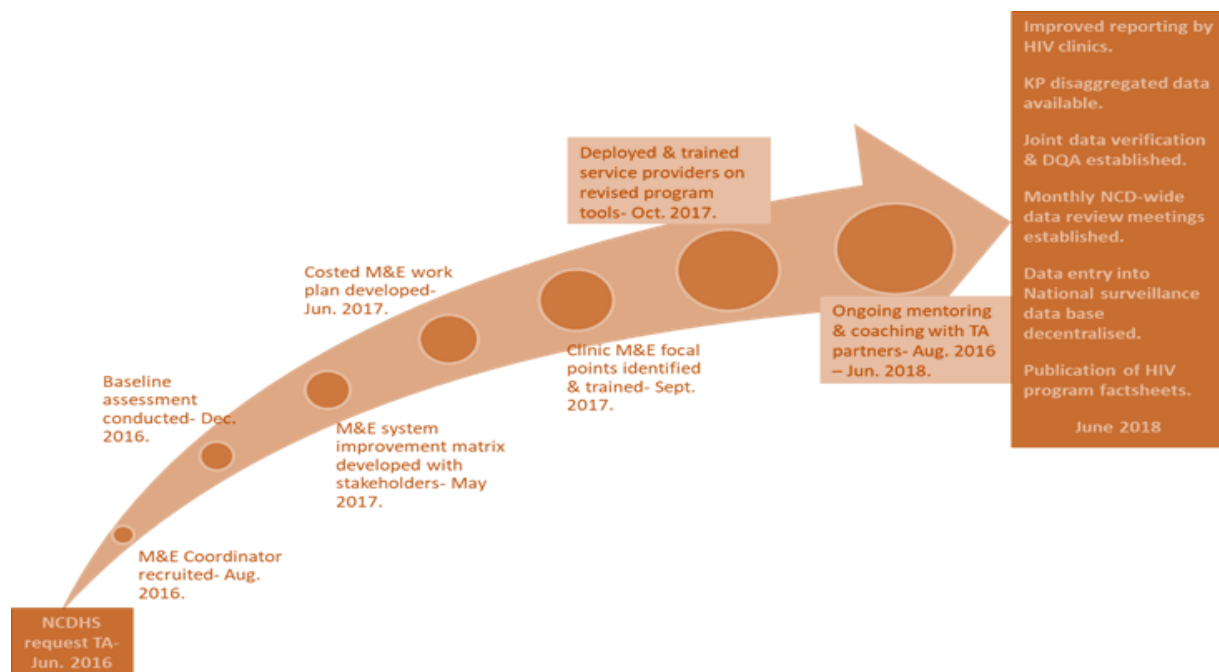 NCDHS
request TA-
Jun. 2016
M&E Coordinator
recruited- Aug.
2016.
Baseline
assessment
conducted- Dec.
2016.
M&E system
improvement matrix
developed with
stakeholders- May
2017.
Costed M&E work
plan developed-
Jun. 2017.
Clinic M&E focal
points identified
& trained- Sept.
2017.
Deployed & trained
service providers on
revised program
tools- Oct. 2017.
Ongoing mentoring
& coaching with TA
partners- Aug. 2016
– Jun. 2018.
Improved reporting by
HIV clinics.
KP disaggregated data
available.
Joint data verification
& DQA established.
Monthly NCD-wide
data review meetings
established.
Data entry into
National surveillance
data base
decentralised.
Publication of HIV
program factsheets.
June 2018